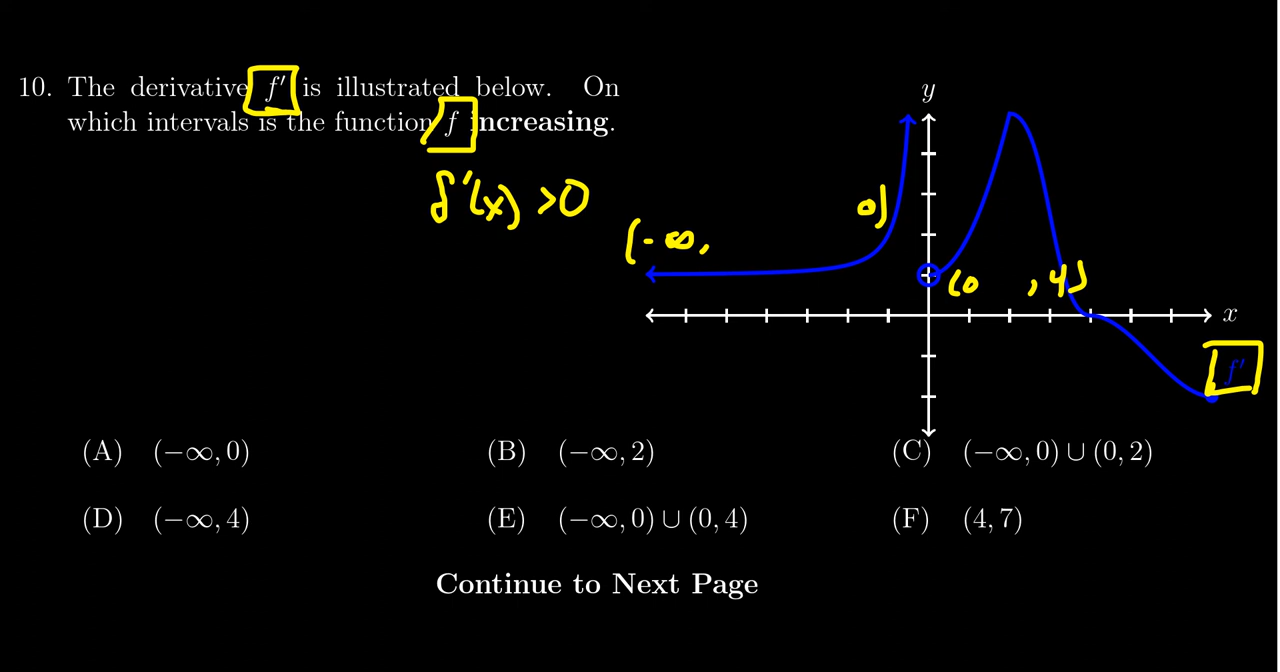 10. The derivative f′ is illustrated below. On
which intervals is the function f increasing.
f'(x) >0
y
0)
(-∞,
(0 , 4)
x
f′
(A) (−∞, 0)
(B) (−∞, 2)
(C) (−∞, 0) ∪ (0, 2)
(D) (−∞, 4)
(E) (−∞, 0) ∪ (0, 4)
(F) (4, 7)
Continue to Next Page